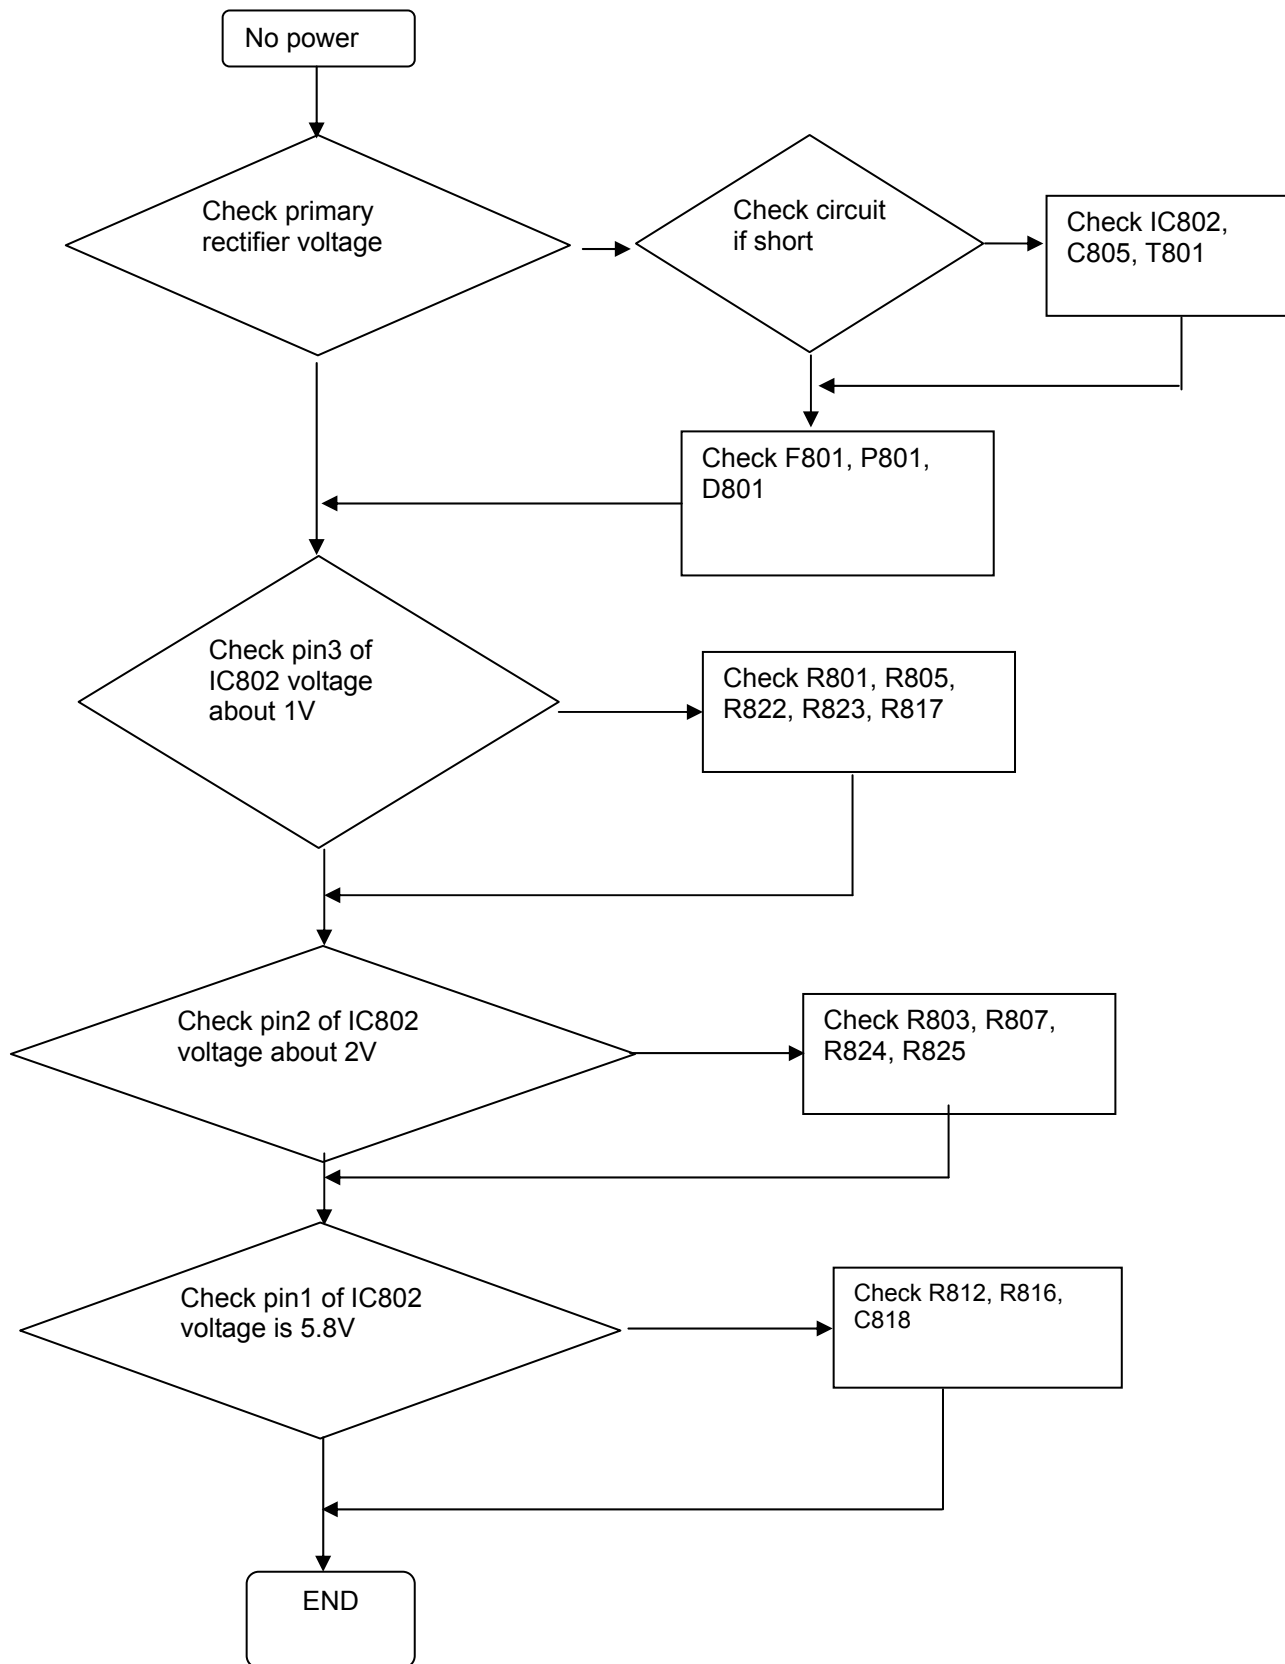 No power
Check primary
rectifier voltage
Check circuit
if short
Check IC802,
C805, T801
Check F801, P801,
D801
Check pin3 of
IC802 voltage
about 1V
Check R801, R805,
R822, R823, R817
Check pin2 of IC802
voltage about 2V
Check R803, R807,
R824, R825
Check pin1 of IC802
voltage is 5.8V
Check R812, R816,
C818
END